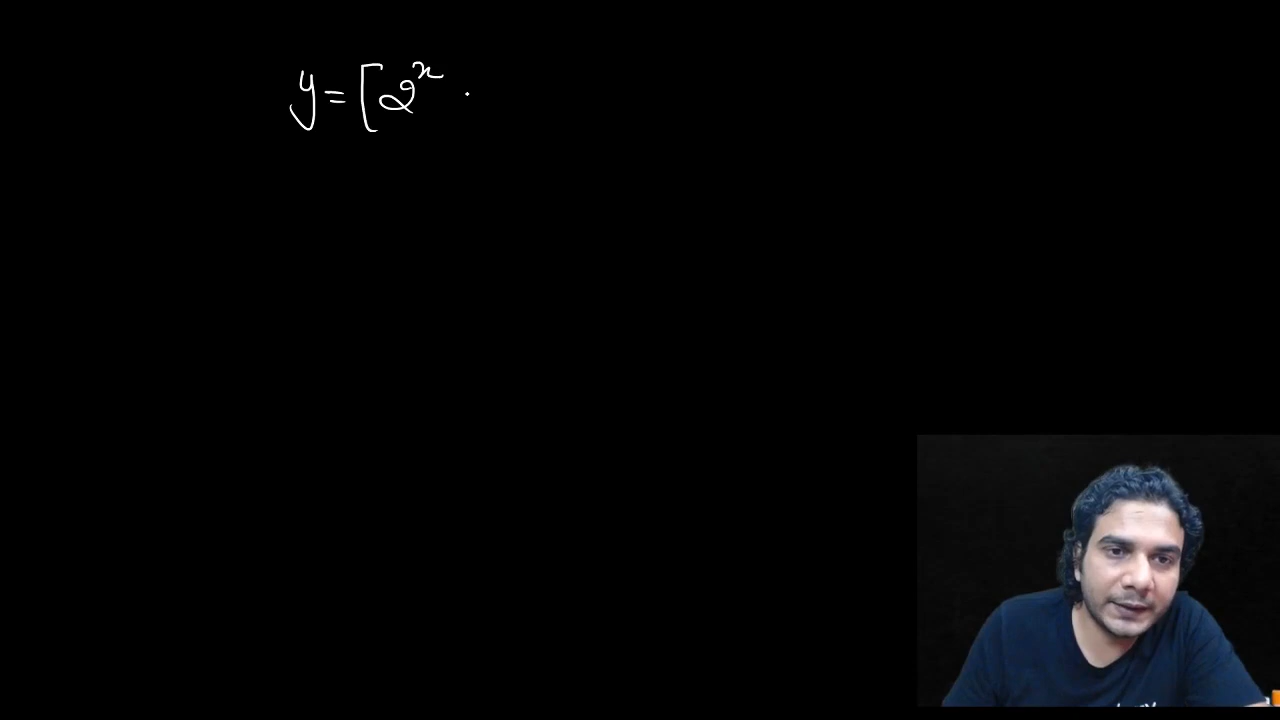 y = [ 2^x .